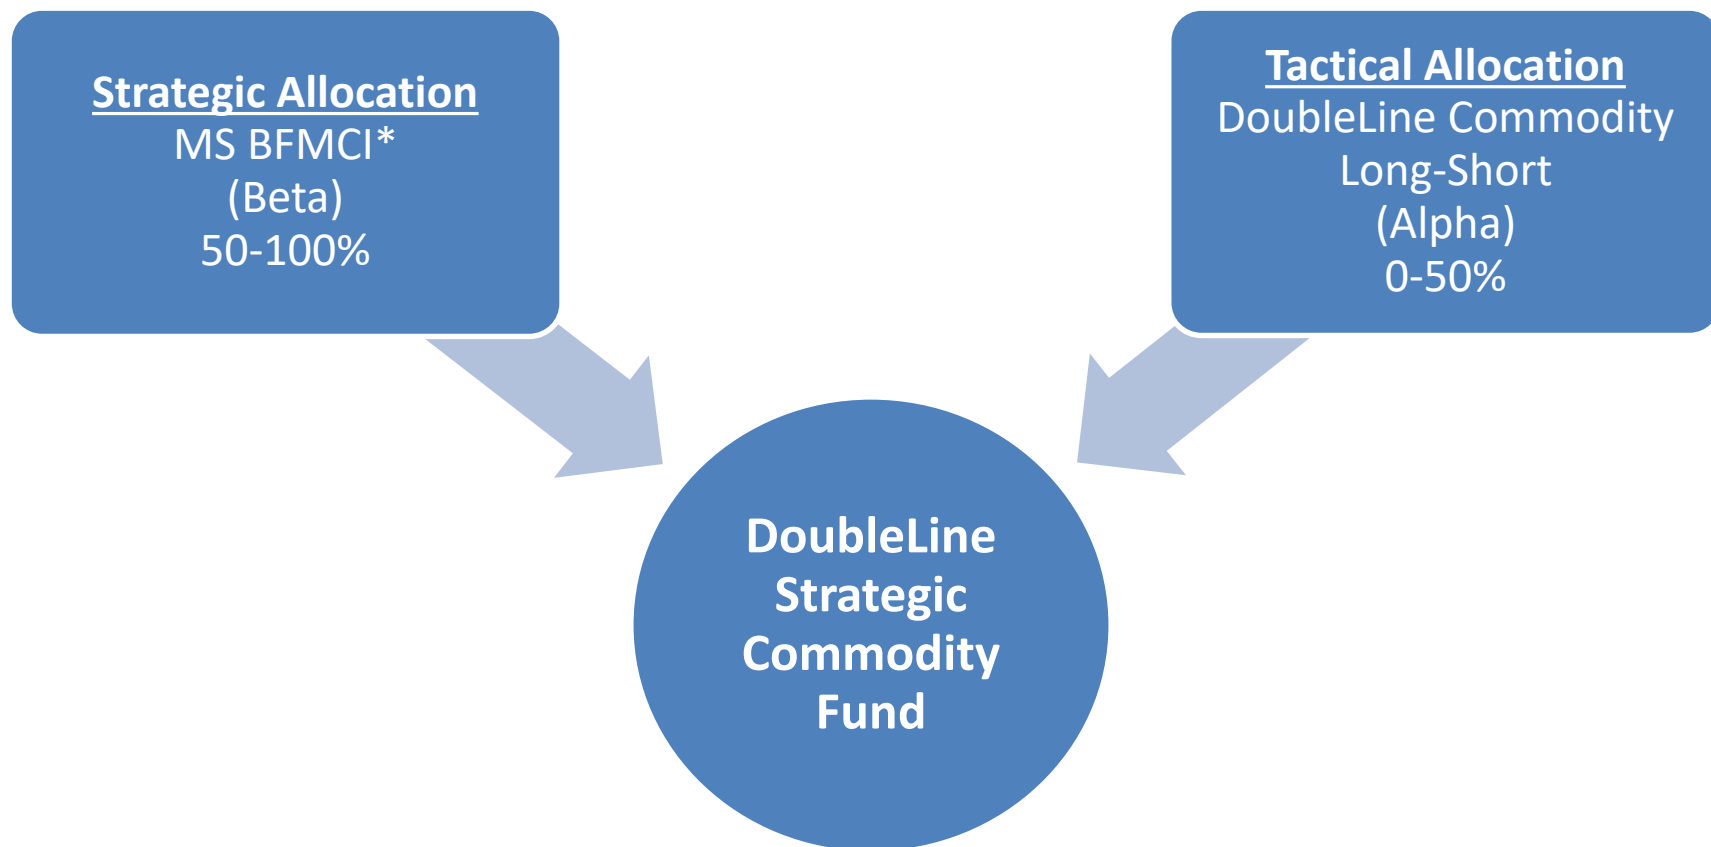 Strategic Allocation
MS BFMCI*
(Beta)
50-100%
Tactical Allocation
DoubleLine Commodity
Long-Short
(Alpha)
0-50%
DoubleLine
Strategic
Commodity
Fund